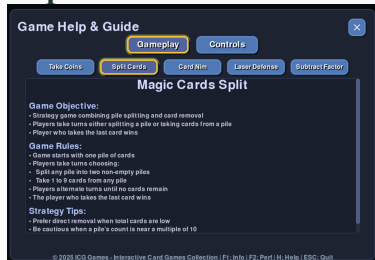 Game Help & Guide
×
Gameplay Controls
Take Coins Split Cards Card Nim Laser Defense Subtract Factor
Magic Cards Split
Game Objective:
• Strategy game combining pile splitting and card removal
• Players take turns either splitting a pile or taking cards from a pile
• Player who takes the last card wins
Game Rules:
• Game starts with one pile of cards
• Players take turns choosing:
• Split any pile into two non-empty piles
• Take 1 to 9 cards from any pile
• Players alternate turns until no cards remain
• The player who takes the last card wins
Strategy Tips:
• Prefer direct removal when total cards are low
• Be cautious when a pile's count is near a multiple of 10
© 2025 ICG Games - Interactive Card Games Collection | F1: Info | F2: Perf | H: Help | ESC: Quit